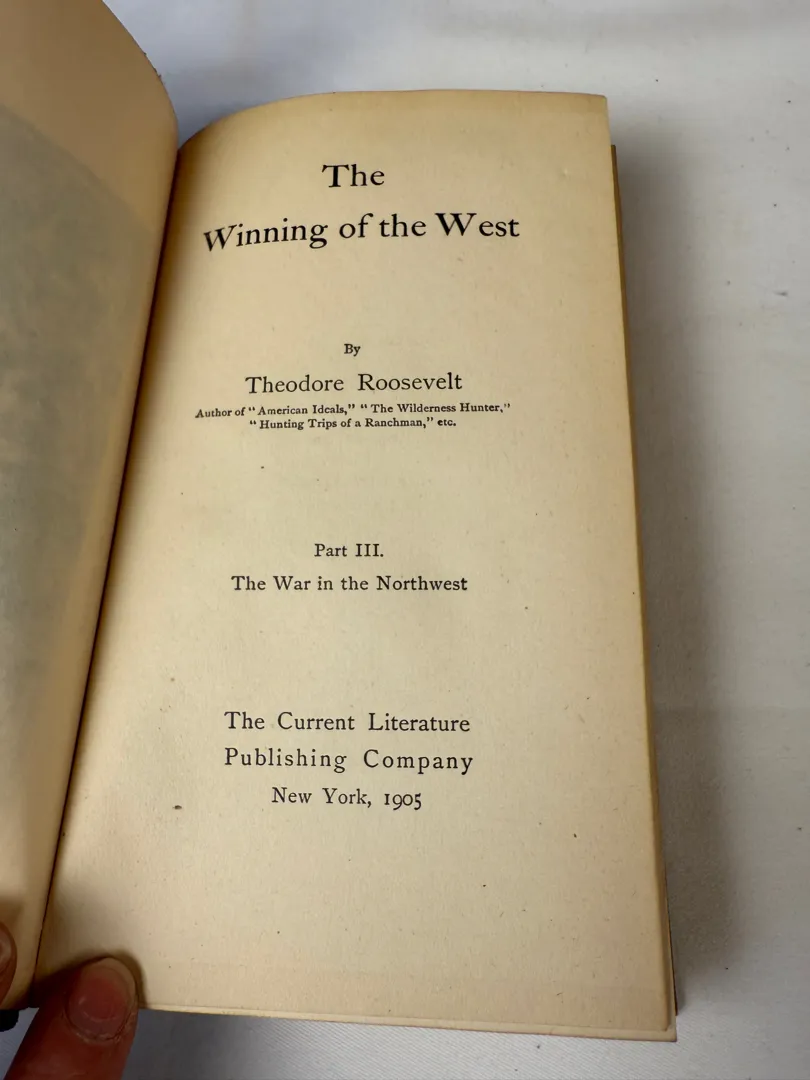 The
Winning of the West
By
Theodore Roosevelt
Author of “American Ideals,” “The Wilderness Hunter,”
“Hunting Trips of a Ranchman,” etc.
Part III.
The War in the Northwest
The Current Literature
Publishing Company
New York, 1905